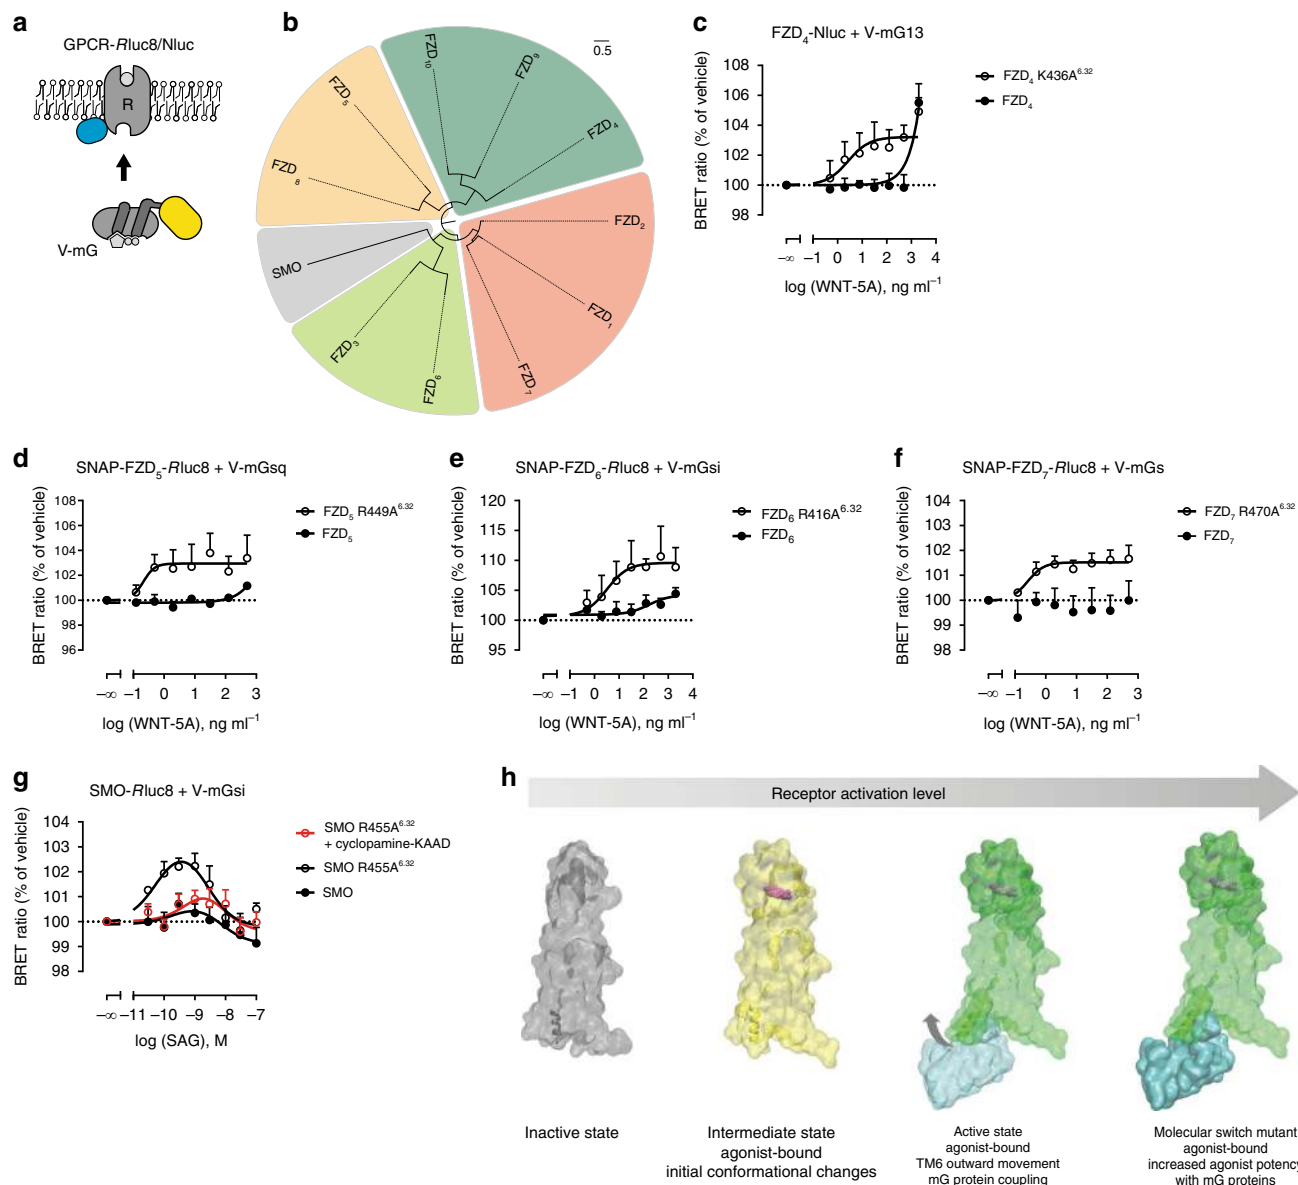 a
GPCR-Rluc8/Nluc
R
V-mG
b
0.5
FZD10
FZD9
FZD4
FZD5
FZD8
SMO
FZD3
FZD6
FZD2
FZD1
FZD7
c
FZD4-Nluc + V-mG13
BRET ratio (% of vehicle)
108
106
104
102
100
98
−∞ −1 0 1 2 3 4
log (WNT-5A), ng ml−1
FZD4 K436A6.32
FZD4
d
SNAP-FZD5-Rluc8 + V-mGsq
BRET ratio (% of vehicle)
108
106
104
102
100
98
96
−∞ −1 0 1 2 3
log (WNT-5A), ng ml−1
FZD5 R449A6.32
FZD5
e
SNAP-FZD6-Rluc8 + V-mGsi
BRET ratio (% of vehicle)
120
115
110
105
100
95
−∞ −1 0 1 2 3 4
log (WNT-5A), ng ml−1
FZD6 R416A6.32
FZD6
f
SNAP-FZD7-Rluc8 + V-mGs
BRET ratio (% of vehicle)
104
102
101
100
99
98
−∞ −1 0 1 2 3
log (WNT-5A), ng ml−1
FZD7 R470A6.32
FZD7
g
SMO-Rluc8 + V-mGsi
BRET ratio (% of vehicle)
104
102
101
100
99
98
−∞ −11 −10 −9 −8 −7
log (SAG), M
SMO R455A6.32
+ cyclopamine-KAAD
SMO R455A6.32
SMO
h
Receptor activation level
Inactive state
Intermediate state
agonist-bound
initial conformational changes
Active state
agonist-bound
TM6 outward movement
mG protein coupling
Molecular switch mutant
agonist-bound
increased agonist potency
with mG proteins